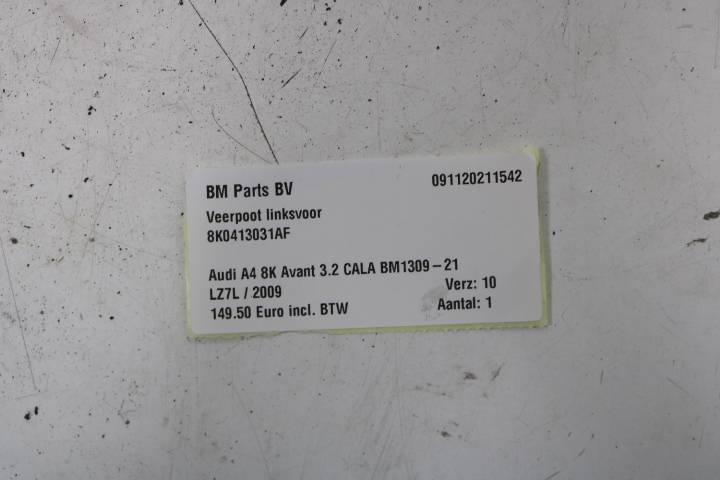 BM Parts BV 091120211542
Veerpoot linksvoor
8K0413031AF
Audi A4 8K Avant 3.2 CALA BM1309-21
LZ7L / 2009 Verz: 10
149.50 Euro incl. BTW Aantal: 1